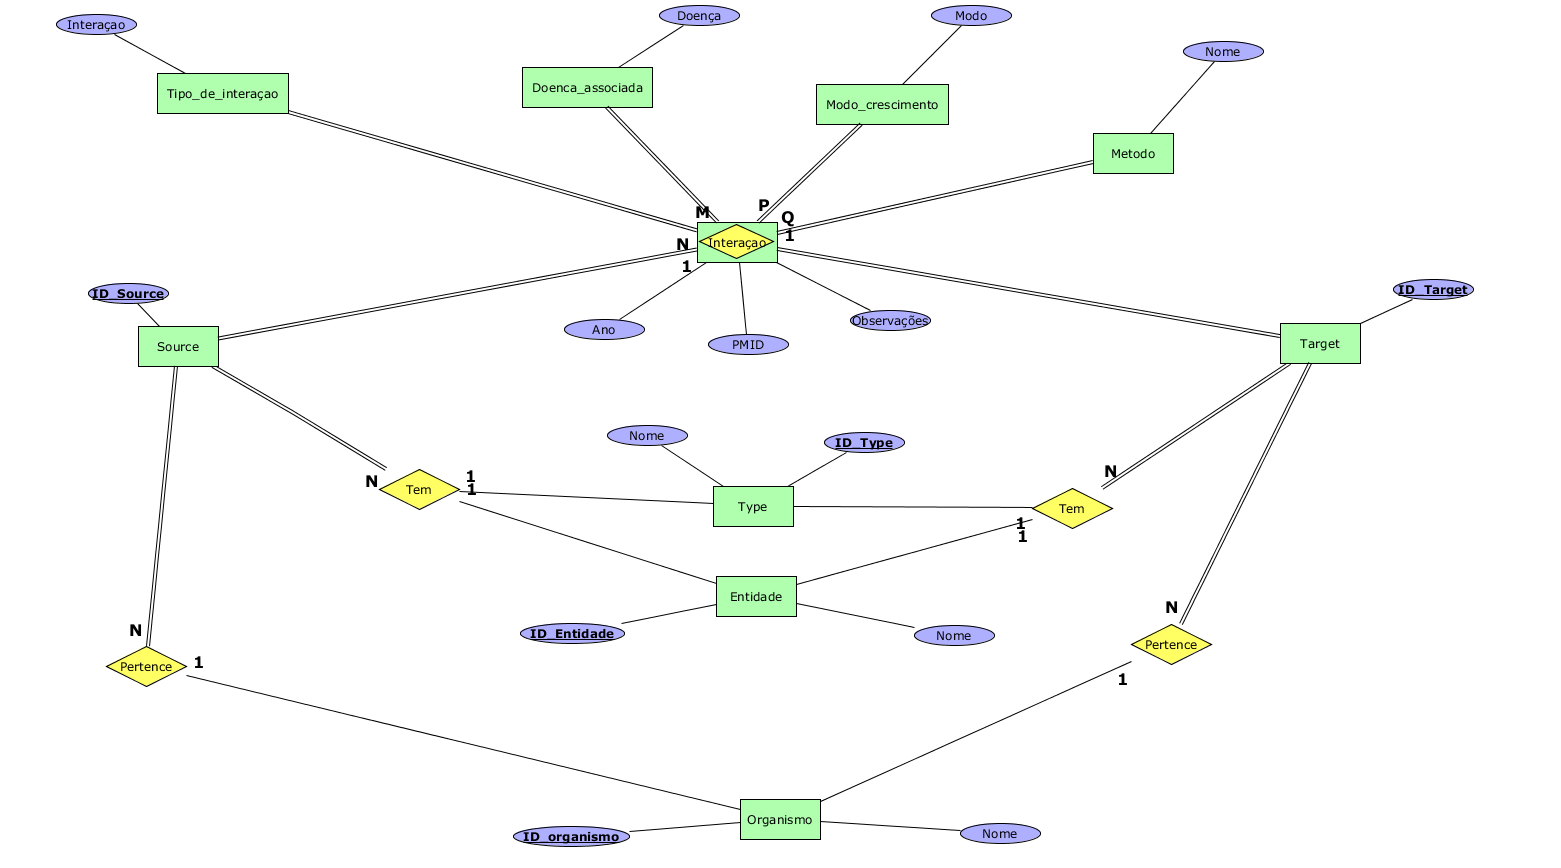 Interaçao
Doença
Modo
Nome
Tipo_de_interaçao
Doenca_associada
Modo_crescimento
Metodo
M
P
Q
N
Interaçao
1
1
ID_Source
ID_Target
Ano
PMID
Observações
Source
Target
Nome
ID_Type
N
Tem
1
1
Type
N
Tem
1
1
Entidade
ID_Entidade
Nome
N
Pertence
1
N
Pertence
1
Organismo
ID_organismo
Nome